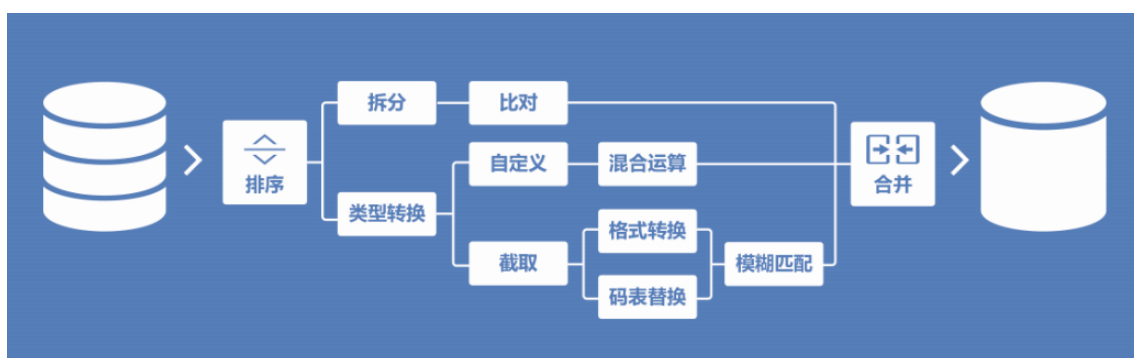 拆分
比对
排序
自定义
混合运算
合并
类型转换
格式转换
截取
模糊匹配
码表替换